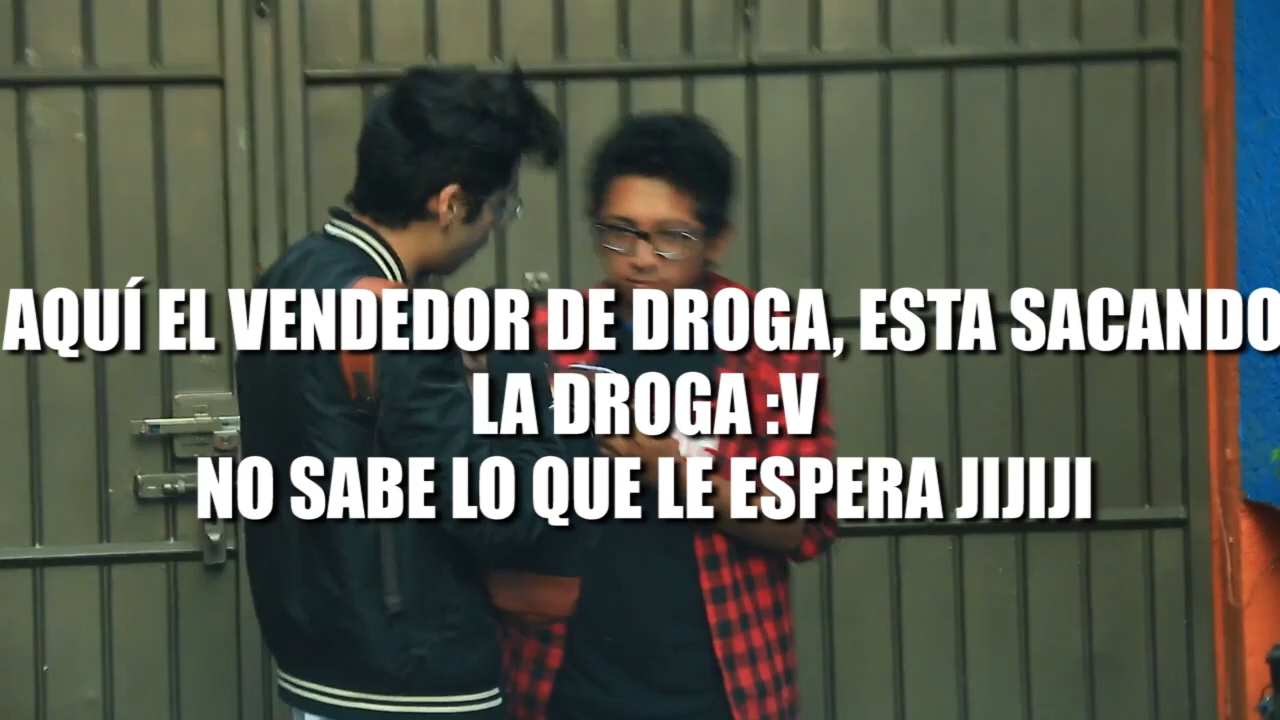 AQUÍ EL VENDEDOR DE DROGA, ESTA SACANDO
LA DROGA :V
NO SABE LO QUE LE ESPERA JIJIJI